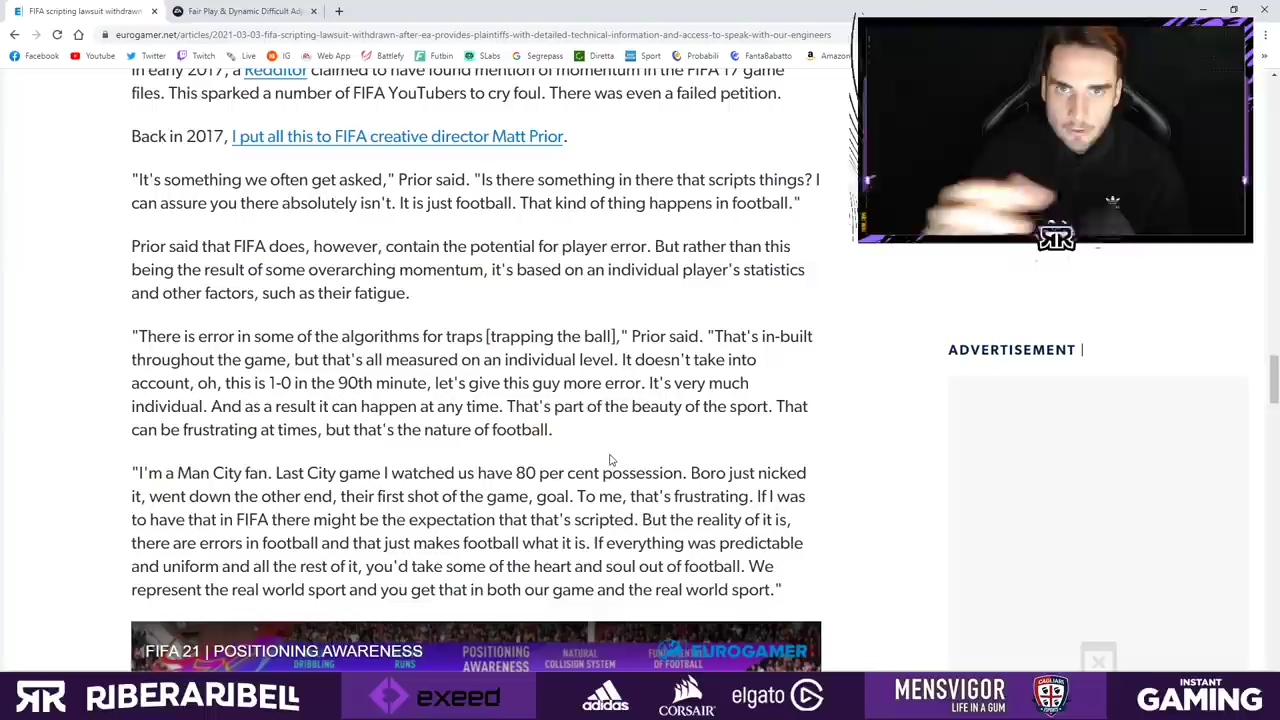 FIFA scripting lawsuit withdrawn
Fair Play & Dynamic Difficult Adj
eurogamer.net/articles/2021-03-03-fifa-scripting-lawsuit-withdrawn-after-ea-provides-plaintiffs-with-detailed-technical-information-and-access-to-speak-with-our-engineers
Facebook Youtube Twitter Twitch Live IG Battlefy Futbin SLabs Segrepass Diretta Sport Probabili FantaBabatto Amazon
In early 2017, a Redditor claimed to have found mention of momentum in the FIFA 17 game
files. This sparked a number of FIFA YouTubers to cry foul. There was even a failed petition.
Back in 2017, I put all this to FIFA creative director Matt Prior.
"It's something we often get asked," Prior said. "Is there something in there that scripts things? I
can assure you there absolutely isn't. It is just football. That kind of thing happens in football."
Prior said that FIFA does, however, contain the potential for player error. But rather than this
being the result of some overarching momentum, it's based on an individual player's statistics
and other factors, such as their fatigue.
"There is error in some of the algorithms for traps [trapping the ball]," Prior said. "That's in-built
throughout the game, but that's all measured on an individual level. It doesn't take into
account, oh, this is 1-0 in the 90th minute, let's give this guy more error. It's very much
individual. And as a result it can happen at any time. That's part of the beauty of the sport. That
can be frustrating at times, but that's the nature of football.
"I'm a Man City fan. Last City game I watched us have 80 per cent possession. Boro just nicked
it, went down the other end, their first shot of the game, goal. To me, that's frustrating. If I was
to have that in FIFA there might be the expectation that that's scripted. But the reality of it is,
there are errors in football and that just makes football what it is. If everything was predictable
and uniform and all the rest of it, you'd take some of the heart and soul out of football. We
represent the real world sport and you get that in both our game and the real world sport."
ADVERTISEMENT
FIFA 21 | POSITIONING AWARENESS
EUROGAMER
DRIBBLING
RUNS
POSITIONING
AWARENESS
NATURAL
COLLISION SYSTEM
OF FOOTBALL
RIBERARIBELL
exeed
adidas
CORSAIR
elgato
MENSVIGOR
LIFE IN A GUM
CAGLIARI
INSTANT
GAMING